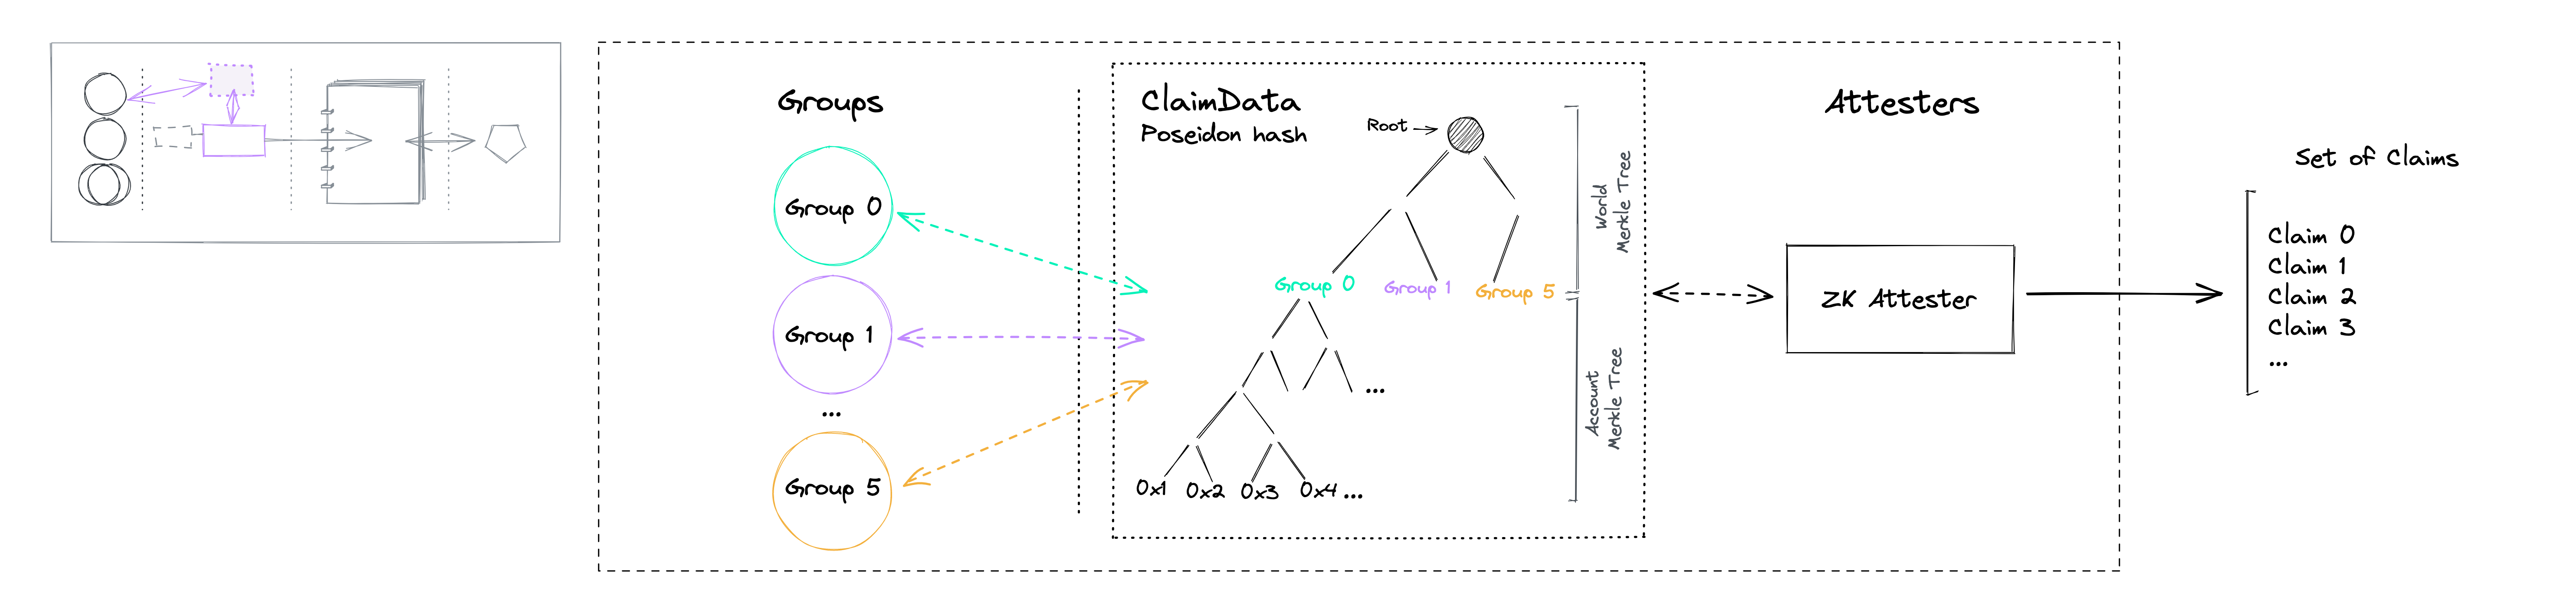 Groups
Group 0
Group 1
...
Group 5
ClaimData
Poseidon hash
Root
Group 0
Group 1
Group 5
0x1
0x2
0x3
0x4 ...
...
World
Merkle Tree
Account
Merkle Tree
Attesters
ZK Attester
Set of Claims
Claim 0
Claim 1
Claim 2
Claim 3
...